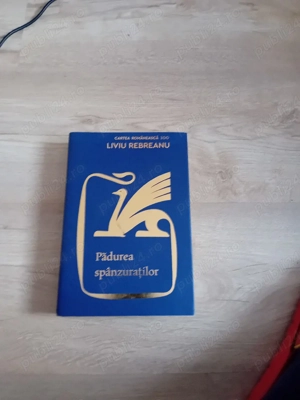 CARTEA ROMÂNEASCĂ 100
LIVIU REBREANU
Pădurea
spânzuraților